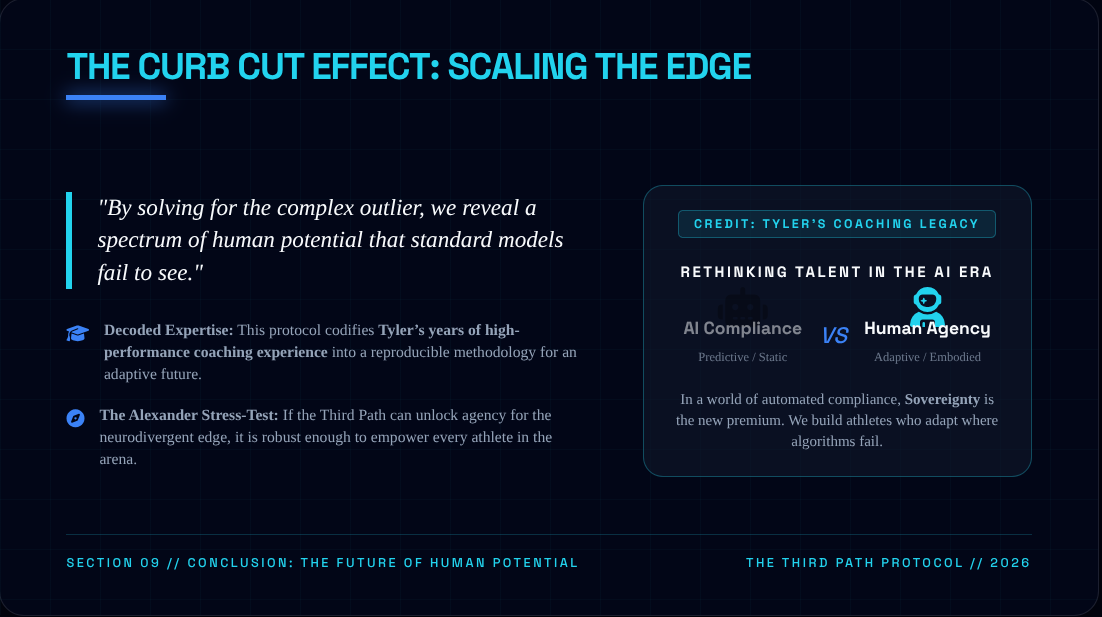 THE CURB CUT EFFECT: SCALING THE EDGE
"By solving for the complex outlier, we reveal a
spectrum of human potential that standard models
fail to see."
Decoded Expertise: This protocol codifies Tyler’s years of high-
performance coaching experience into a reproducible methodology for an
adaptive future.
The Alexander Stress-Test: If the Third Path can unlock agency for the
neurodivergent edge, it is robust enough to empower every athlete in the
arena.
CREDIT: TYLER’S COACHING LEGACY
RETHINKING TALENT IN THE AI ERA
AI Compliance
Predictive / Static
VS
Human Agency
Adaptive / Embodied
In a world of automated compliance, Sovereignty is
the new premium. We build athletes who adapt where
algorithms fail.
SECTION 09 // CONCLUSION: THE FUTURE OF HUMAN POTENTIAL
THE THIRD PATH PROTOCOL // 2026